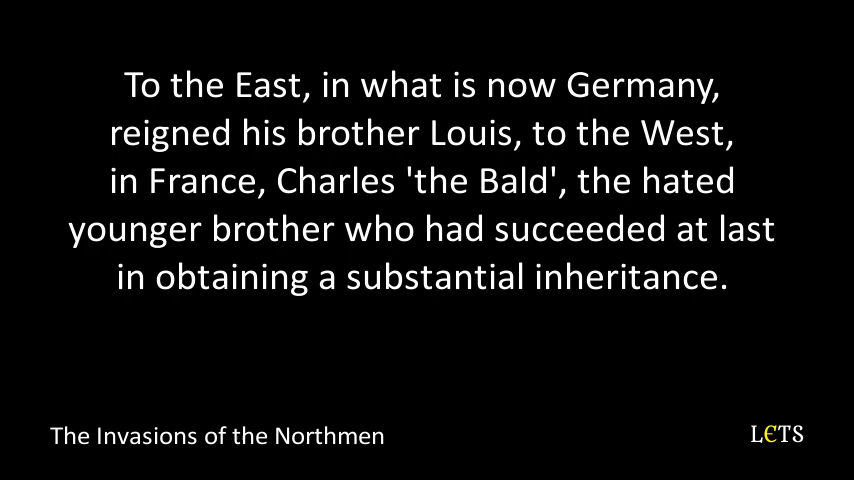 To the East, in what is now Germany,
reigned his brother Louis, to the West,
in France, Charles 'the Bald', the hated
younger brother who had succeeded at last
in obtaining a substantial inheritance.
The Invasions of the Northmen
LETS